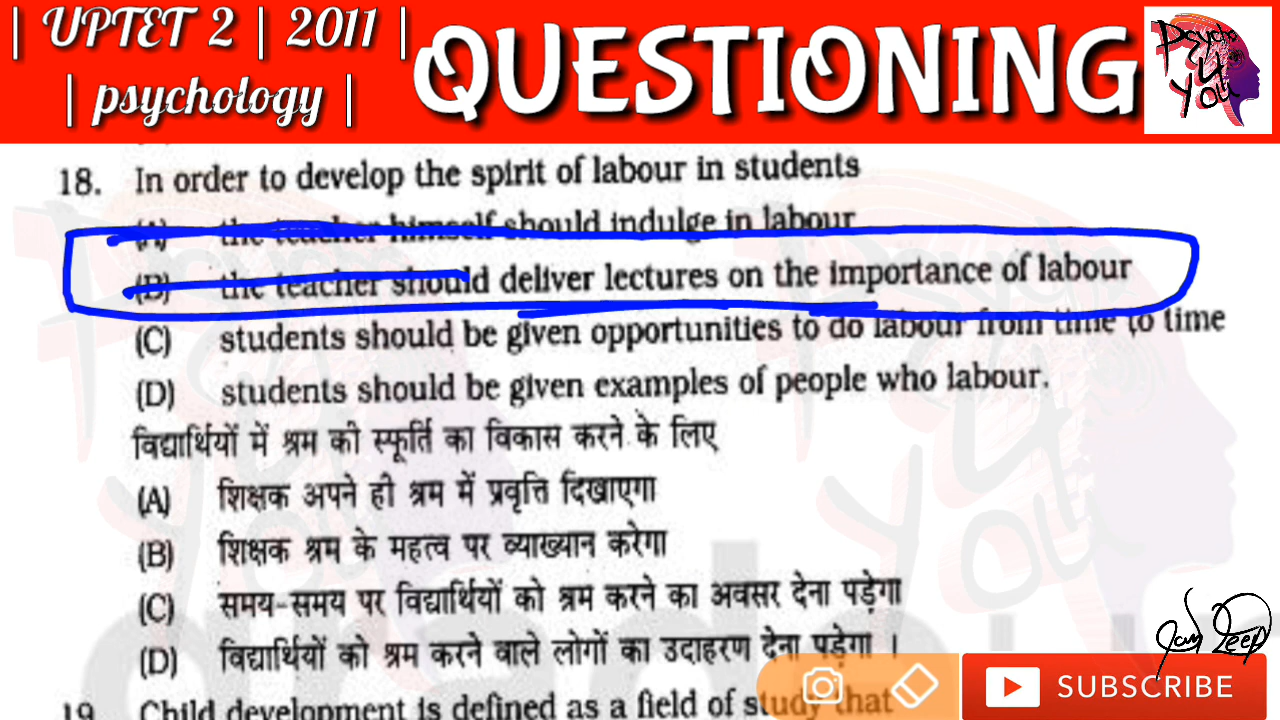 | UPTET 2 | 2011 |
| psychology |
QUESTIONING
Psycho
4
You
18. In order to develop the spirit of labour in students
(A) the teacher himself should indulge in labour
(B) the teacher should deliver lectures on the importance of labour
(C) students should be given opportunities to do labour from time to time
(D) students should be given examples of people who labour.
विद्यार्थियों में श्रम की स्फूर्ति का विकास करने के लिए
(A) शिक्षक अपने ही श्रम में प्रवृत्ति दिखाएगा
(B) शिक्षक श्रम के महत्व पर व्याख्यान करेगा
(C) समय-समय पर विद्यार्थियों को श्रम करने का अवसर देना पड़ेगा
(D) विद्यार्थियों को श्रम करने वाले लोगों का उदाहरण देना पड़ेगा ।
19. Child development is defined as a field of study that
SUBSCRIBE